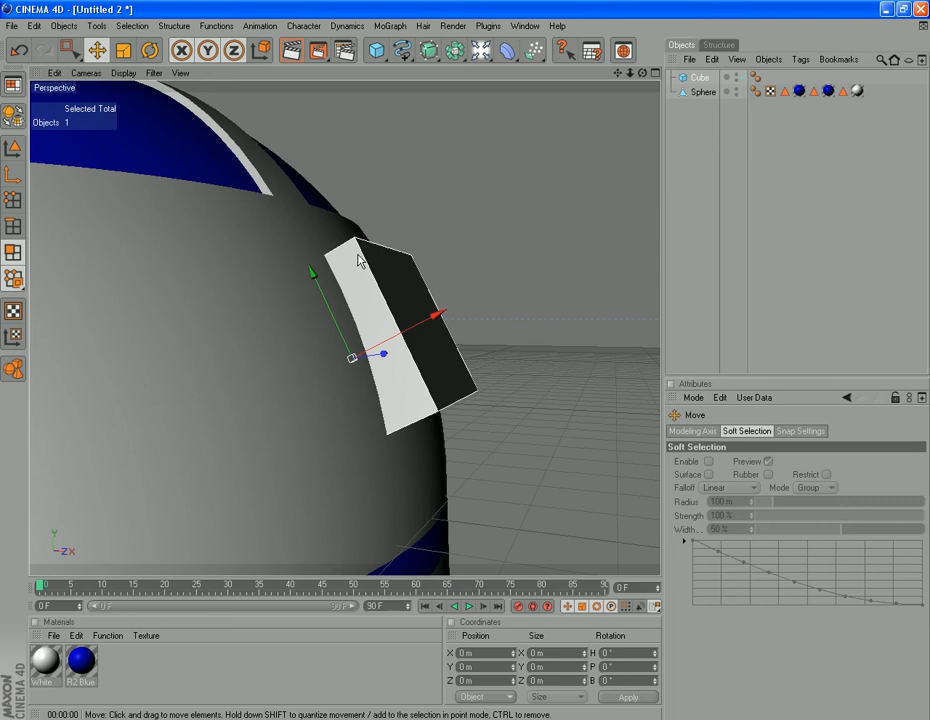 CINEMA 4D - [Untitled 2 *]
File Edit Objects Tools Selection Structure Functions Animation Character Dynamics MoGraph Hair Render Plugins Window Help
Edit Cameras Display Filter View
Perspective
Selected Total
Objects 1
Y
ZX
Objects Structure
File Edit View Objects Tags Bookmarks
Cube
Sphere
Attributes
Mode Edit User Data
Move
Modeling Axis Soft Selection Snap Settings
Soft Selection
Enable Preview
Surface Rubber Restrict
Falloff Linear Mode Group
Radius 100 m
Strength 100 %
Width... 50 %
0 5 10 15 20 25 30 35 40 45 50 55 60 65 70 75 80 85 90 0 F
0 F 0 F 90 F 90 F
Materials
File Edit Function Texture
White R2 Blue
Coordinates
Position Size Rotation
X 0 m X 0 m H 0 °
Y 0 m Y 0 m P 0 °
Z 0 m Z 0 m B 0 °
Object Size Apply
MAXON
CINEMA 4D
00:00:00 Move: Click and drag to move elements. Hold down SHIFT to quantize movement / add to the selection in point mode, CTRL to remove.